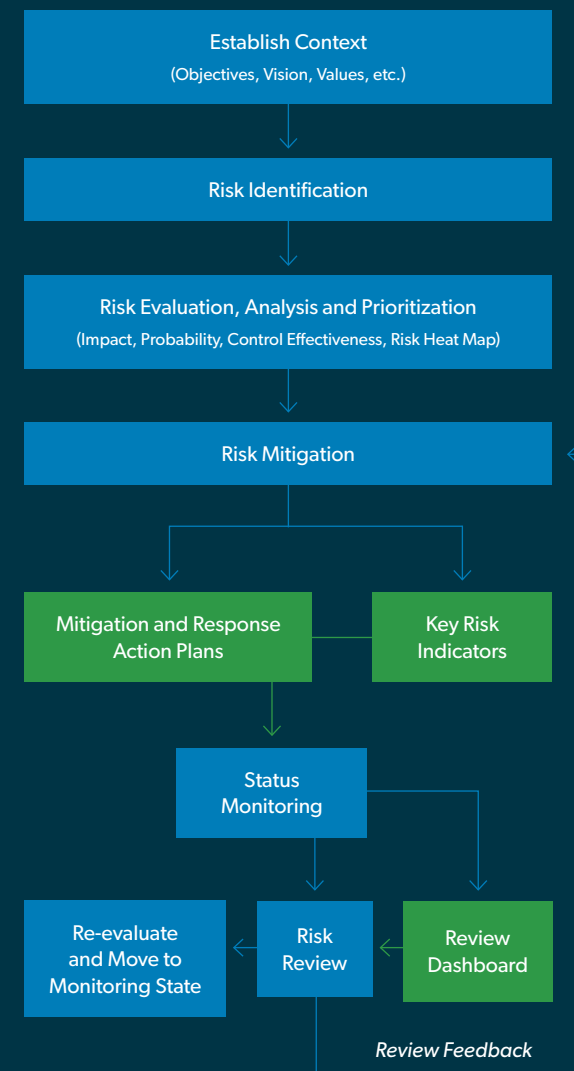 Establish Context
(Objectives, Vision, Values, etc.)
Risk Identification
Risk Evaluation, Analysis and Prioritization
(Impact, Probability, Control Effectiveness, Risk Heat Map)
Risk Mitigation
Mitigation and Response
Action Plans
Key Risk
Indicators
Status
Monitoring
Re-evaluate
and Move to
Monitoring State
Risk
Review
Review
Dashboard
Review Feedback